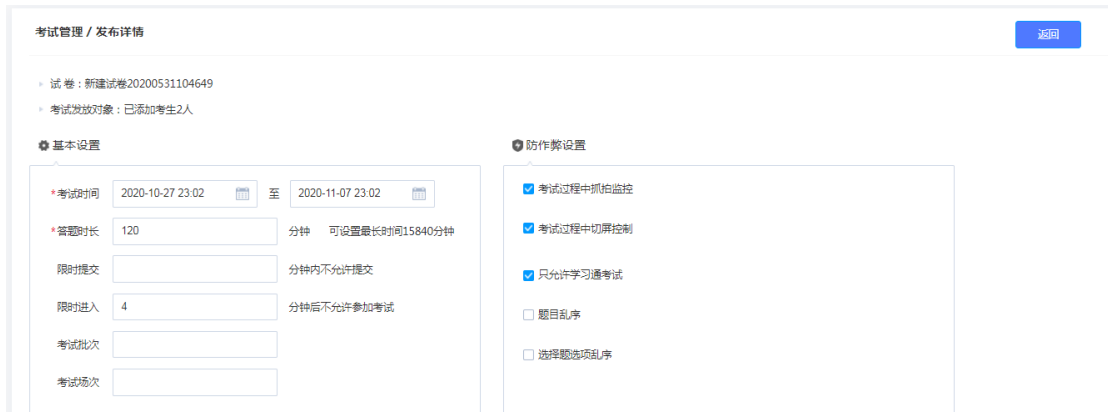 考试管理 / 发布详情
返回
试 卷：新建试卷20200531104649
考试发放对象：已添加考生2人
基本设置
*考试时间 2020-10-27 23:02 至 2020-11-07 23:02
*答题时长 120 分钟 可设置最长时间15840分钟
限时提交 分钟内不允许提交
限时进入 4 分钟后不允许参加考试
考试批次
考试场次
防作弊设置
考试过程中抓拍监控
考试过程中切屏控制
只允许学习通考试
题目乱序
选择题选项乱序